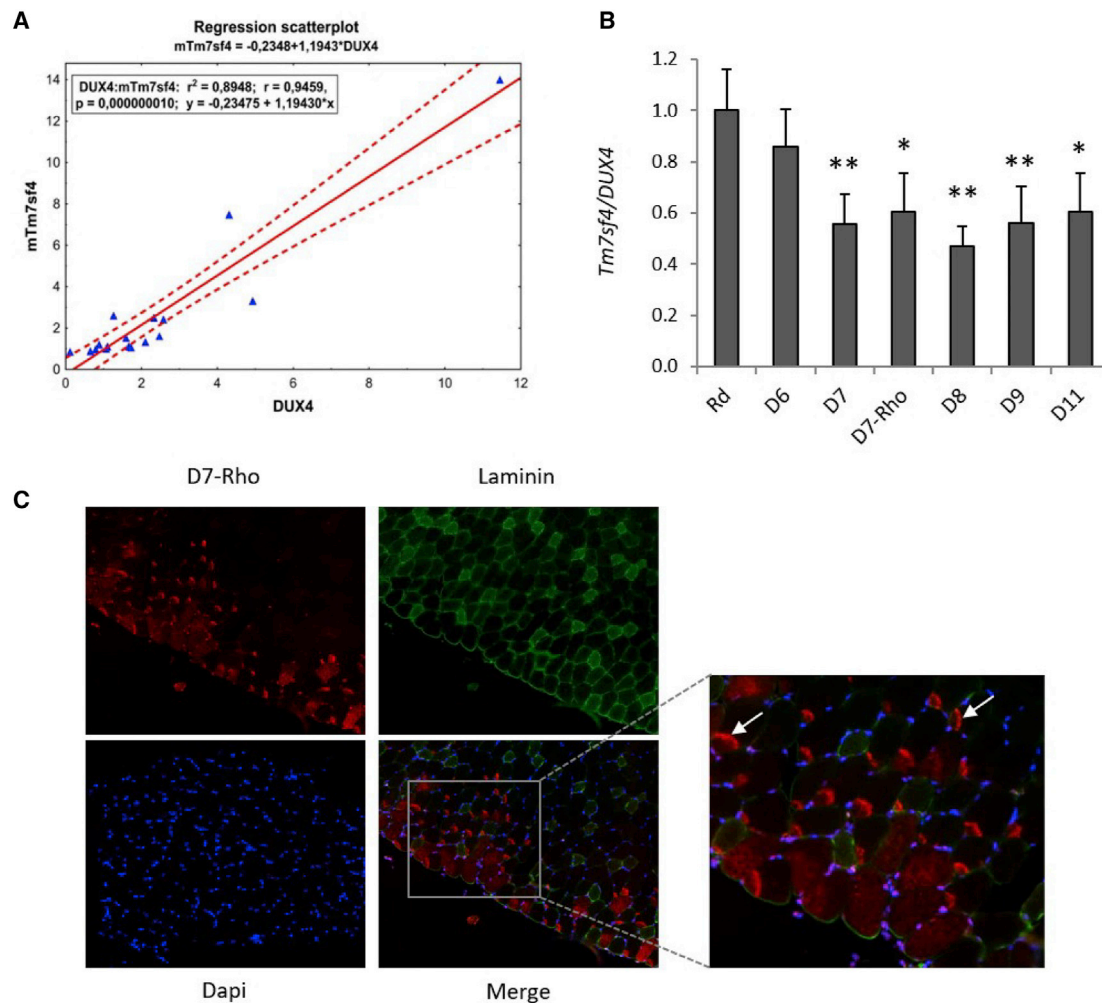 A
Regression scatterplot
mTm7sf4 = -0,2348+1,1943*DUX4
DUX4:mTm7sf4: r² = 0,8948; r = 0,9459,
p = 0,000000010; y = -0,23475 + 1,19430*x
mTm7sf4
14
12
10
8
6
4
2
0
0 2 4 6 8 10 12
DUX4
B
Tm7sf4/DUX4
1.2
1.0
0.8
0.6
0.4
0.2
0.0
** * ** ** *
Rd D6 D7 D7-Rho D8 D9 D11
C
D7-Rho Laminin
Dapi Merge